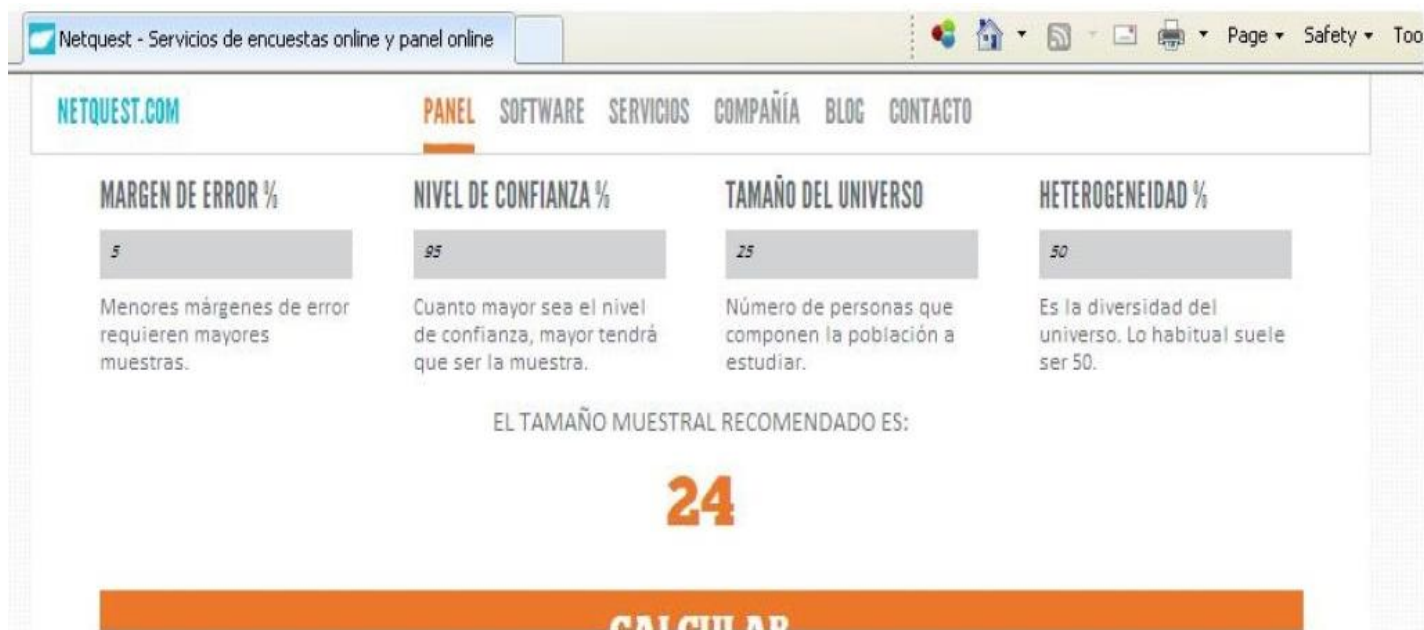 Netquest - Servicios de encuestas online y panel online
Page Safety Too
NETQUEST.COM PANEL SOFTWARE SERVICIOS COMPAÑÍA BLOG CONTACTO
MARGEN DE ERROR % NIVEL DE CONFIANZA % TAMAÑO DEL UNIVERSO HETEROGENEIDAD %
5 95 25 50
Menores márgenes de error Cuanto mayor sea el nivel Número de personas que Es la diversidad del
requieren mayores de confianza, mayor tendrá componen la población a universo. Lo habitual suele
muestras. que ser la muestra. estudiar. ser 50.
EL TAMAÑO MUESTRAL RECOMENDADO ES:
24
CALCULAR